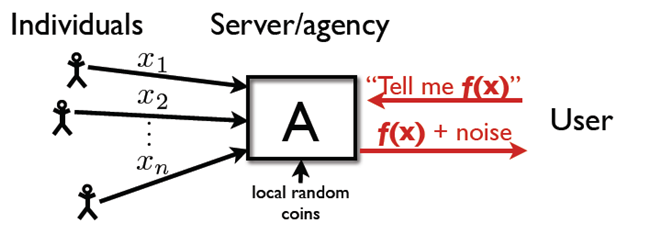 Individuals
Server/agency
x₁
x₂
⋮
xₙ
A
local random
coins
“Tell me f(x)”
f(x) + noise
User